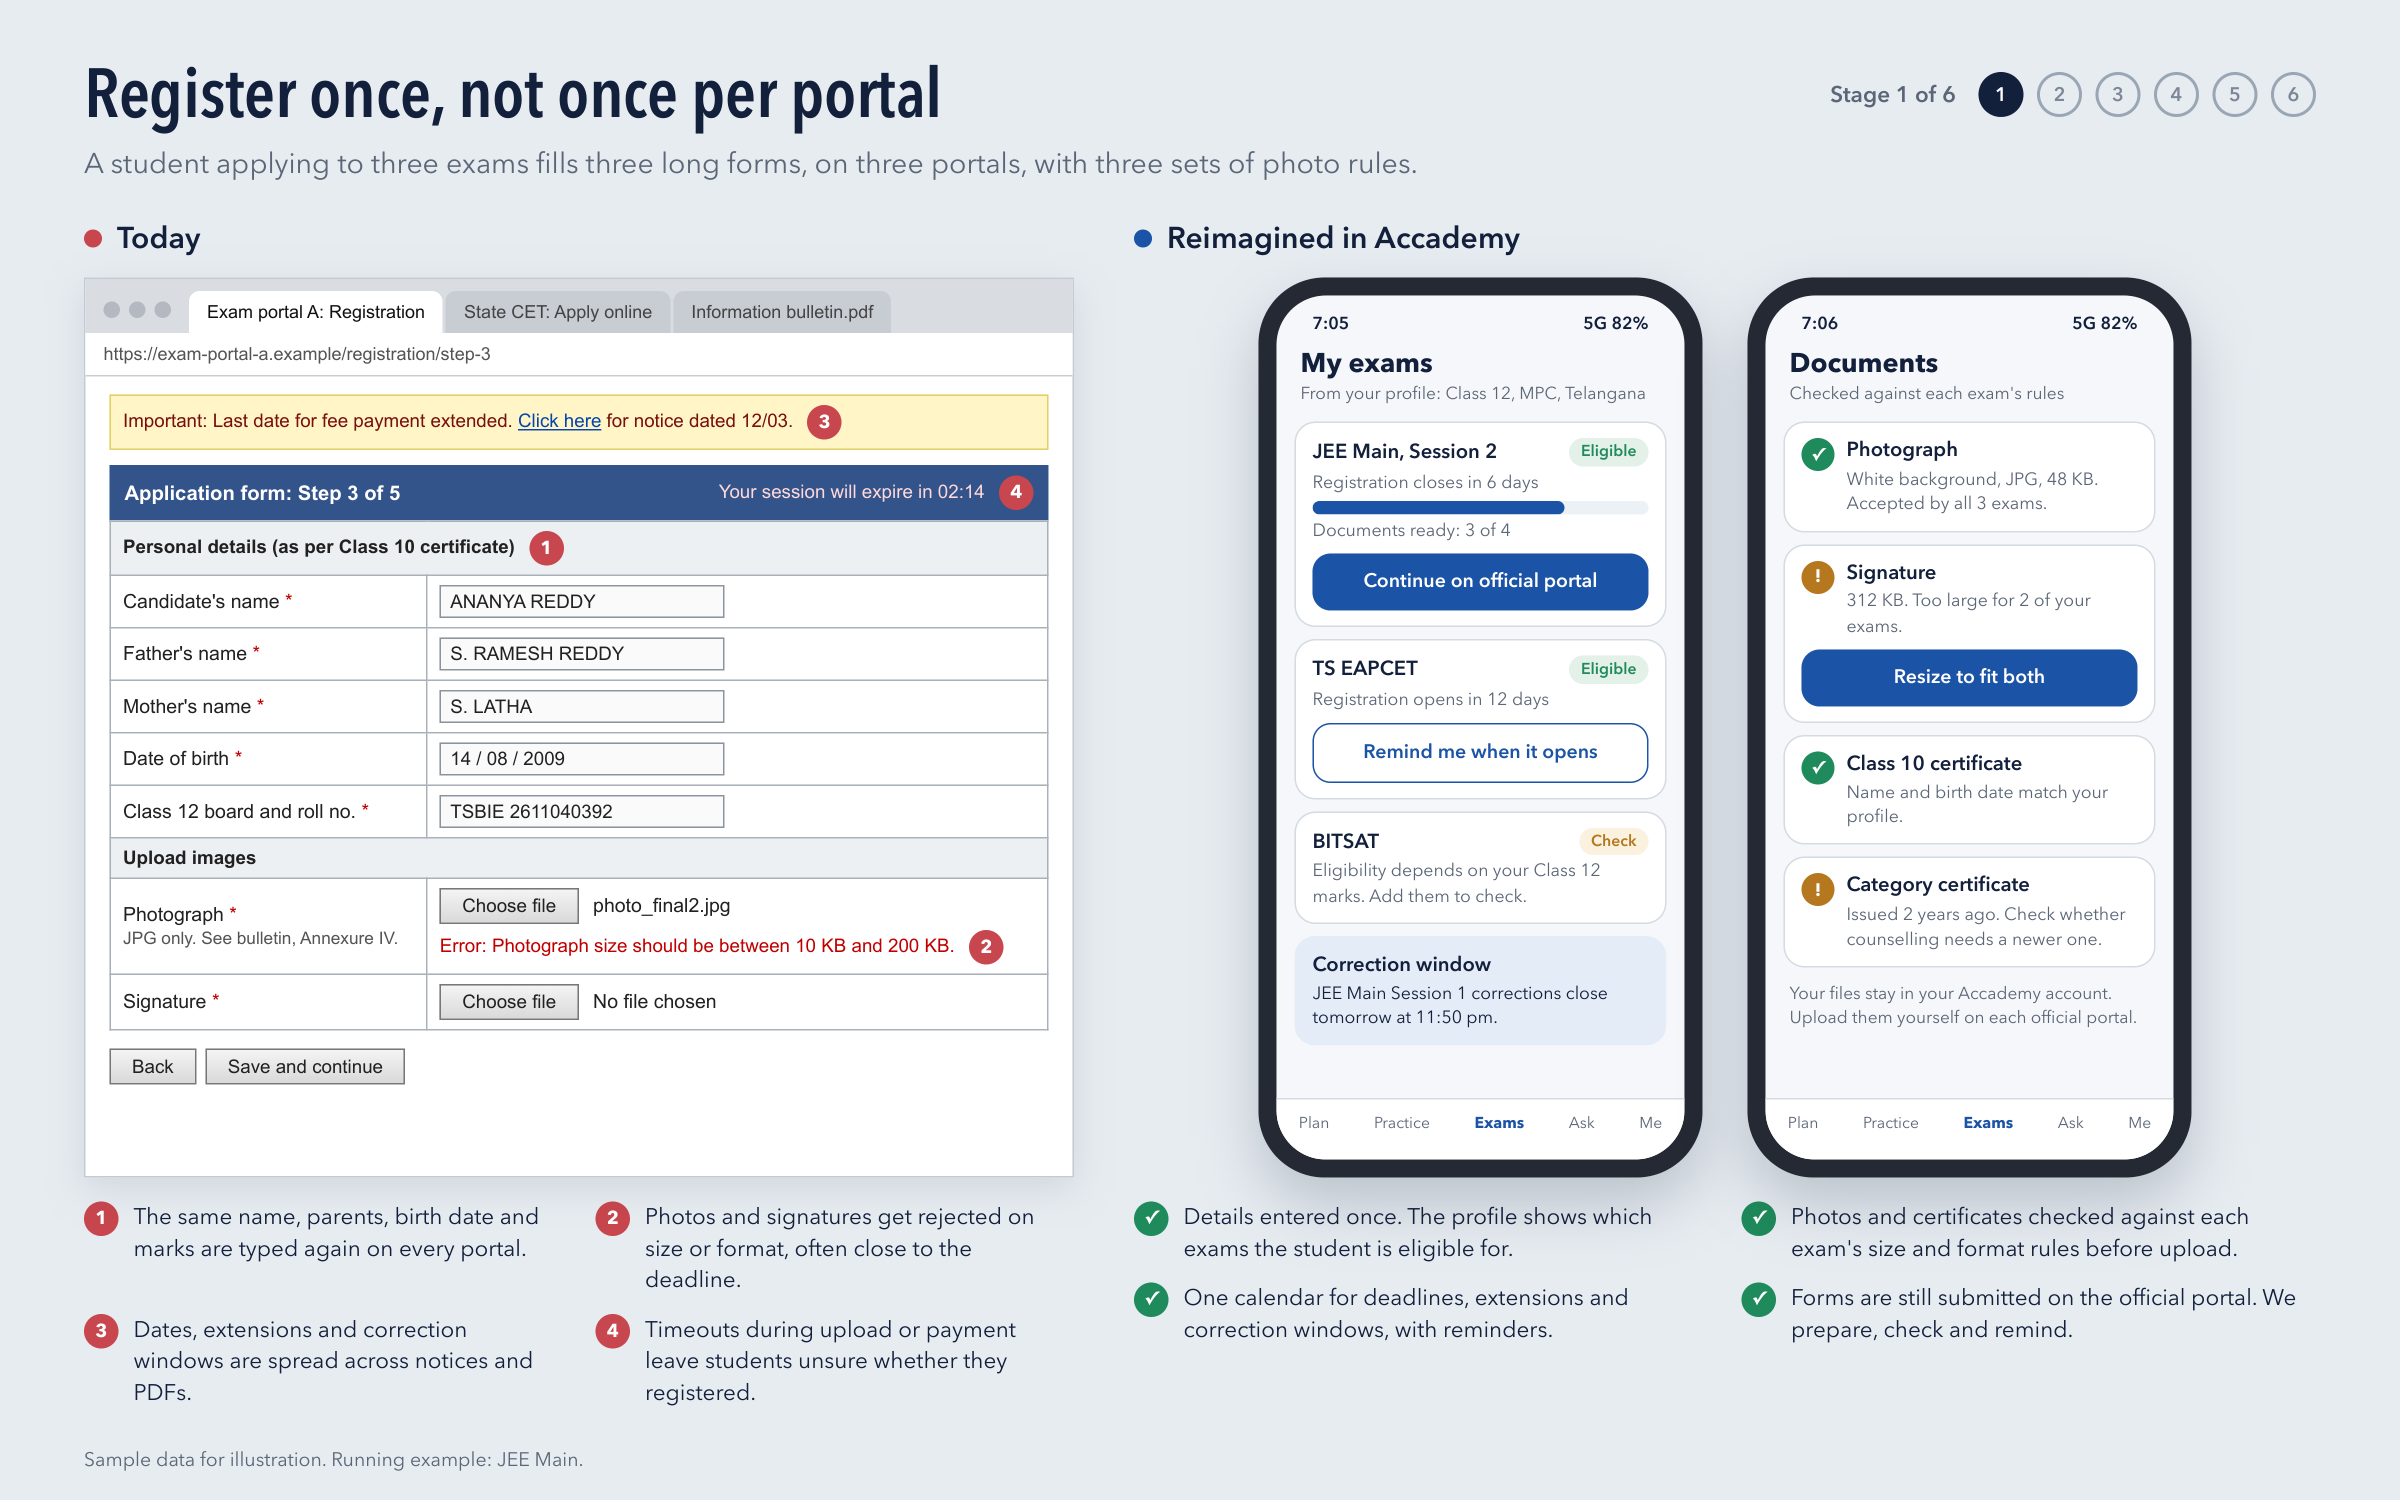 Register once, not once per portal
Stage 1 of 6 1 2 3 4 5 6
A student applying to three exams fills three long forms, on three portals, with three sets of photo rules.
Today
Exam portal A: Registration State CET: Apply online Information bulletin.pdf
https://exam-portal-a.example/registration/step-3
Important: Last date for fee payment extended. Click here for notice dated 12/03. 3
Application form: Step 3 of 5 Your session will expire in 02:14 4
Personal details (as per Class 10 certificate) 1
Candidate's name * ANANYA REDDY
Father's name * S. RAMESH REDDY
Mother's name * S. LATHA
Date of birth * 14 / 08 / 2009
Class 12 board and roll no. * TSBIE 2611040392
Upload images
Photograph *
JPG only. See bulletin, Annexure IV.
Choose file photo_final2.jpg
Error: Photograph size should be between 10 KB and 200 KB. 2
Signature * Choose file No file chosen
Back Save and continue
1 The same name, parents, birth date and
marks are typed again on every portal.
2 Photos and signatures get rejected on
size or format, often close to the
deadline.
3 Dates, extensions and correction
windows are spread across notices and
PDFs.
4 Timeouts during upload or payment
leave students unsure whether they
registered.
Reimagined in Accademy
7:05 5G 82%
My exams
From your profile: Class 12, MPC, Telangana
JEE Main, Session 2 Eligible
Registration closes in 6 days
Documents ready: 3 of 4
Continue on official portal
TS EAPCET Eligible
Registration opens in 12 days
Remind me when it opens
BITSAT Check
Eligibility depends on your Class 12
marks. Add them to check.
Correction window
JEE Main Session 1 corrections close
tomorrow at 11:50 pm.
Plan Practice Exams Ask Me
7:06 5G 82%
Documents
Checked against each exam's rules
Photograph
White background, JPG, 48 KB.
Accepted by all 3 exams.
! Signature
312 KB. Too large for 2 of your
exams.
Resize to fit both
Class 10 certificate
Name and birth date match your
profile.
! Category certificate
Issued 2 years ago. Check whether
counselling needs a newer one.
Your files stay in your Accademy account.
Upload them yourself on each official portal.
Plan Practice Exams Ask Me
Details entered once. The profile shows which
exams the student is eligible for.
Photos and certificates checked against each
exam's size and format rules before upload.
One calendar for deadlines, extensions and
correction windows, with reminders.
Forms are still submitted on the official portal. We
prepare, check and remind.
Sample data for illustration. Running example: JEE Main.